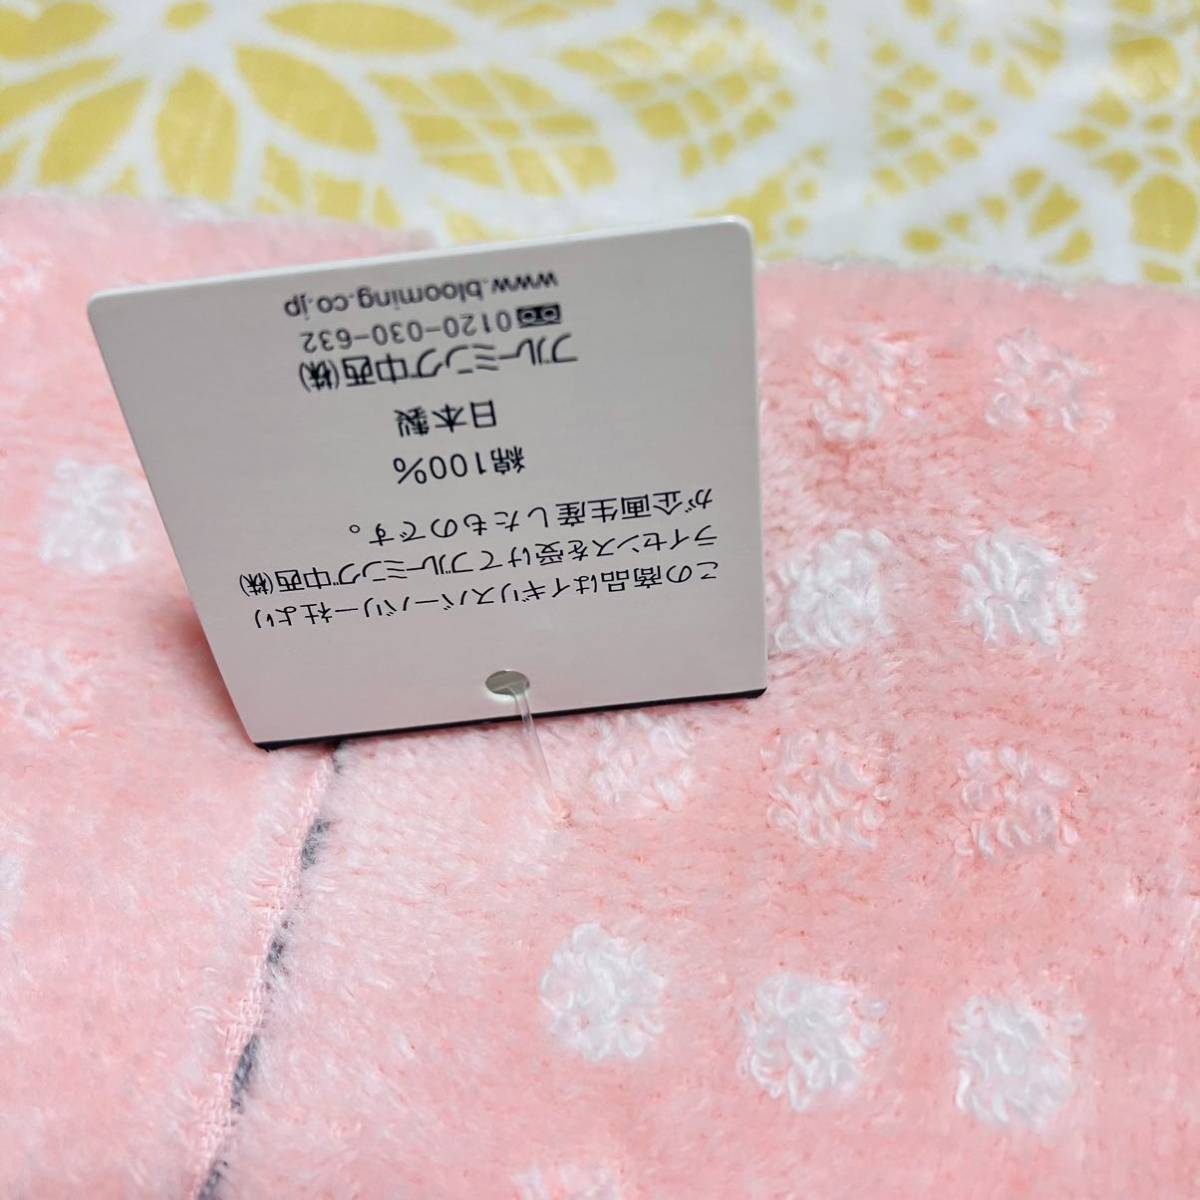 この商品はイギリスバーバリー社より
ライセンスを受けてブルーミング中西(株)
が企画生産したものです。
綿100%
日本製
ブルーミング中西(株)
0120-030-632
www.blooming.co.jp